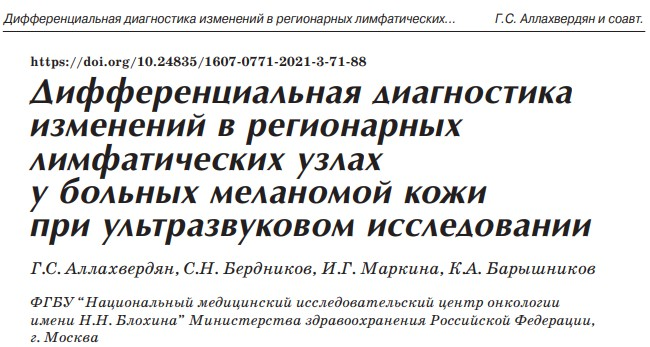 Дифференциальная диагностика изменений в регионарных лимфатических... Г.С. Аллахвердян и соавт.
https://doi.org/10.24835/1607-0771-2021-3-71-88
Дифференциальная диагностика
изменений в регионарных
лимфатических узлах
у больных меланомой кожи
при ультразвуковом исследовании
Г.С. Аллахвердян, С.Н. Бердников, И.Г. Маркина, К.А. Барышников
ФГБУ “Национальный медицинский исследовательский центр онкологии
имени Н.Н. Блохина” Министерства здравоохранения Российской Федерации,
г. Москва